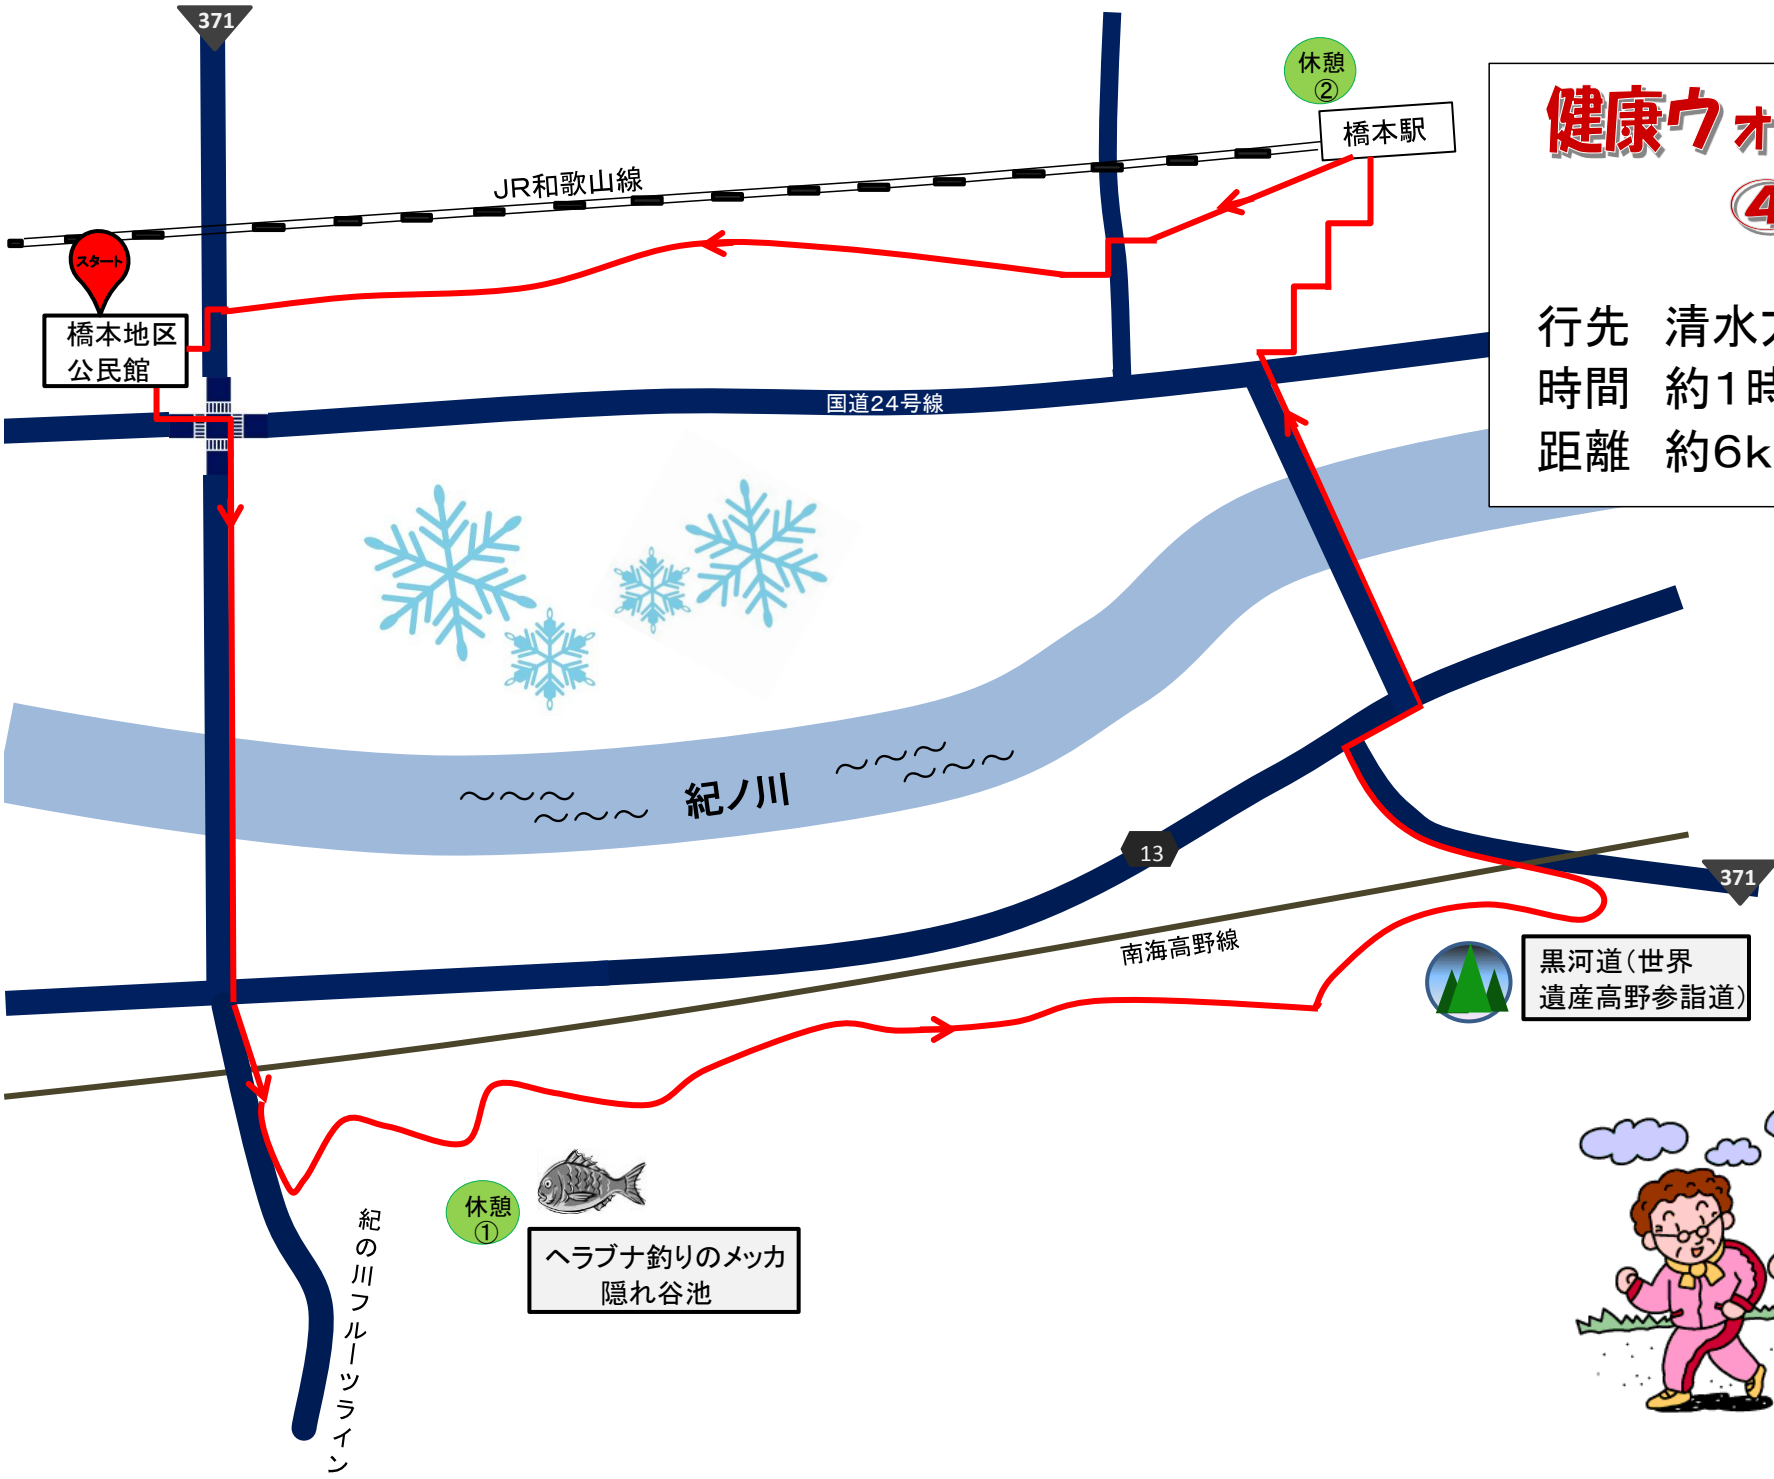 371
休憩
②
橋本駅
健康ウォ
④
JR和歌山線
スタート
橋本地区
公民館
行先 清水
時間 約1時
距離 約6k
国道24号線
紀ノ川
13
371
南海高野線
黒河道(世界
遺産高野参詣道)
休憩
①
ヘラブナ釣りのメッカ
隠れ谷池
紀の川フルーツライン